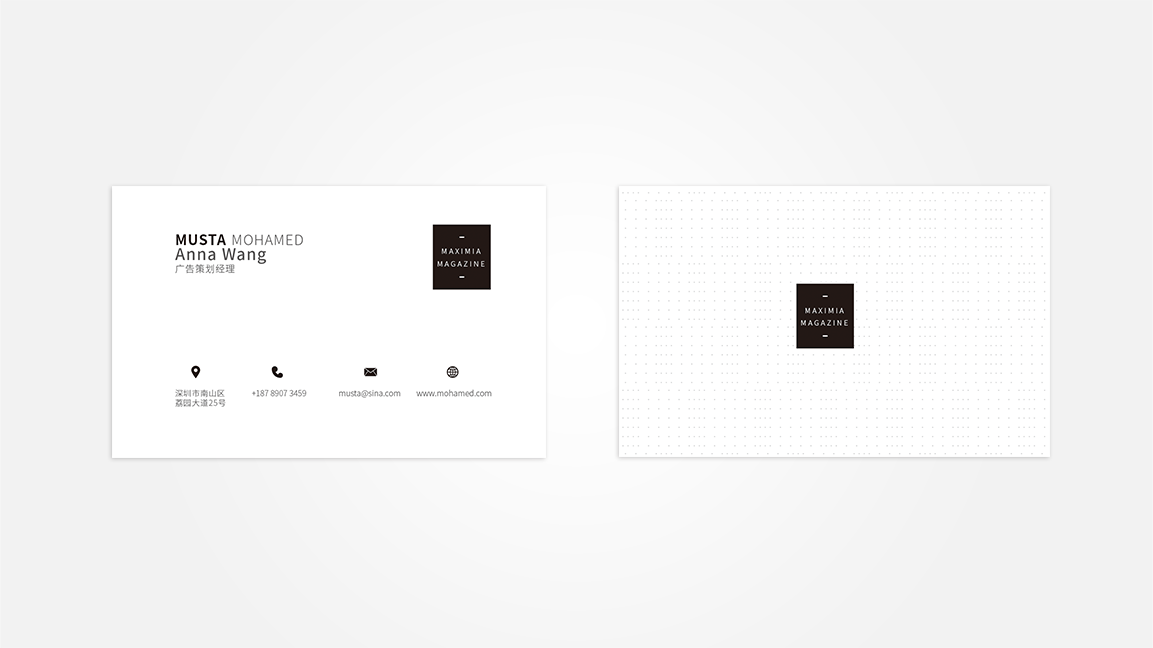 MUSTA MOHAMED
Anna Wang
广告策划经理
MAXIMIA
MAGAZINE
深圳市南山区
荔园大道25号
+187 8907 3459
musta@sina.com
www.mohamed.com
MAXIMIA
MAGAZINE